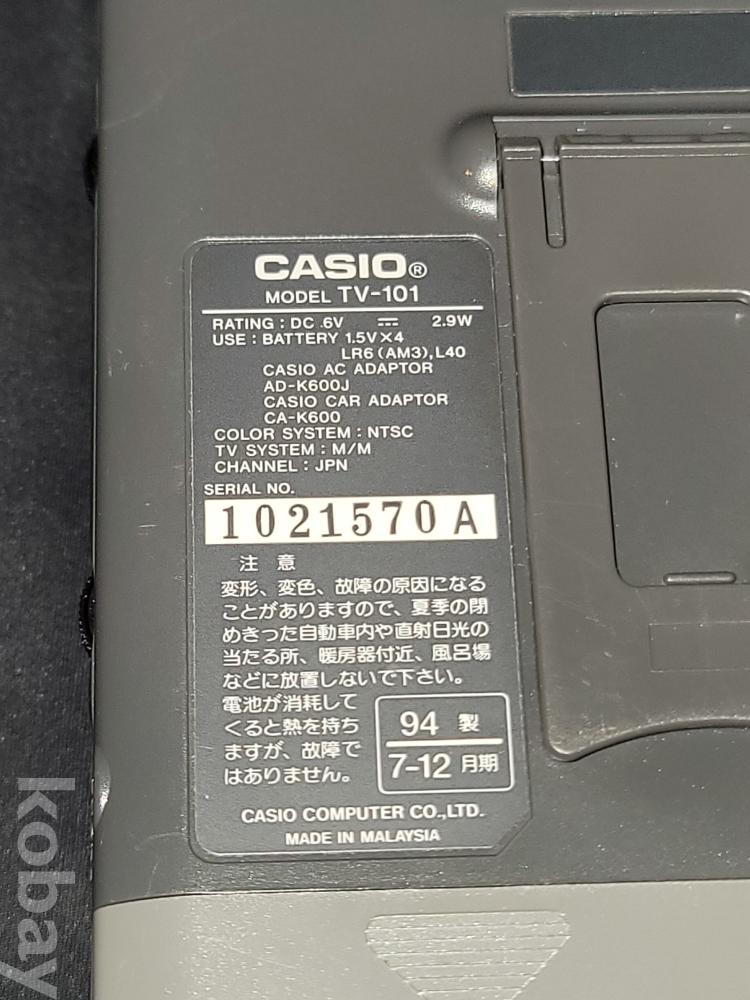 CASIO®
MODEL TV-101
RATING : DC .6V ⎓ 2.9W
USE : BATTERY 1.5V×4
LR6 (AM3), L40
CASIO AC ADAPTOR
AD-K600J
CASIO CAR ADAPTOR
CA-K600
COLOR SYSTEM : NTSC
TV SYSTEM : M/M
CHANNEL : JPN
SERIAL NO.
1021570A
注 意
変形、変色、故障の原因になる
ことがありますので、夏季の閉
めきった自動車内や直射日光の
当たる所、暖房器付近、風呂場
などに放置しないで下さい。
電池が消耗して
くると熱を持ち
ますが、故障で
はありません。
94 製
7-12 月期
CASIO COMPUTER CO.,LTD.
MADE IN MALAYSIA
kobay